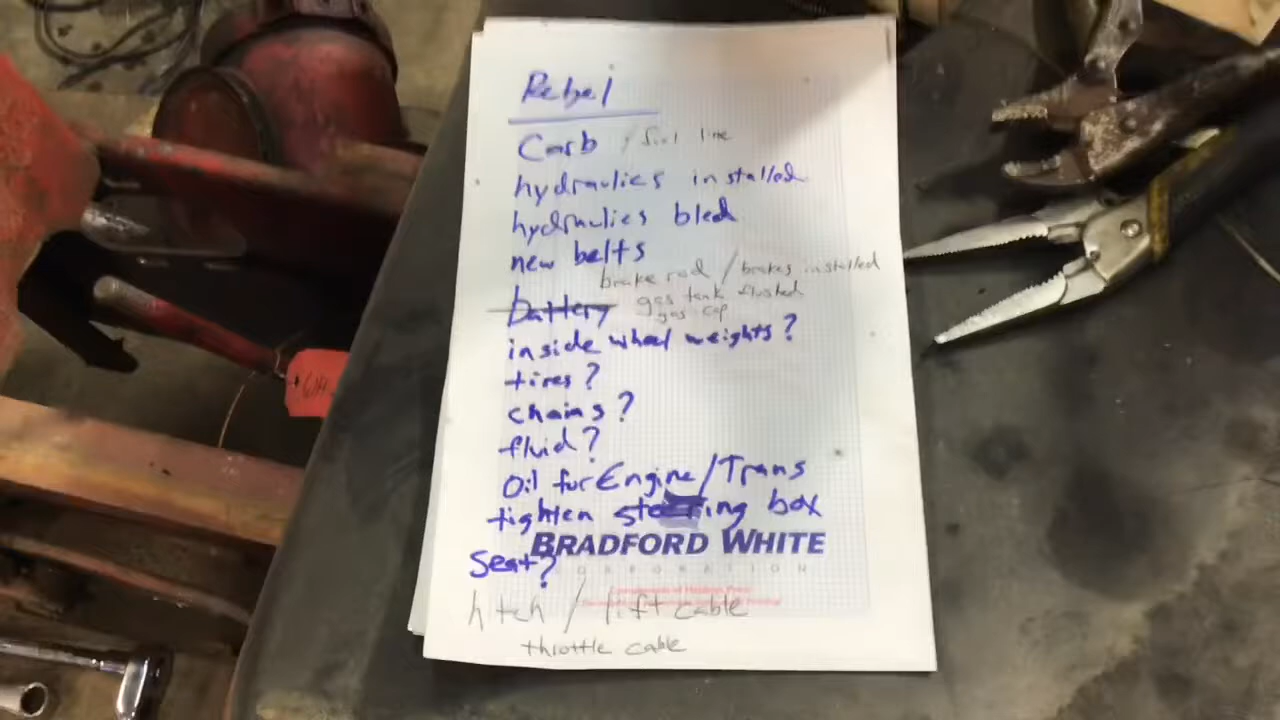 Rebel
Carb / fuel line
hydraulics installed
hydraulics bled
new belts
brake rod / brakes installed
battery gas tank flushed
gas cap
inside wheel weights?
tires?
chains?
fluid?
Oil for Engine/Trans
tighten steering box
BRADFORD WHITE
CORPORATION
Seat?
hitch / lift cable
throttle cable